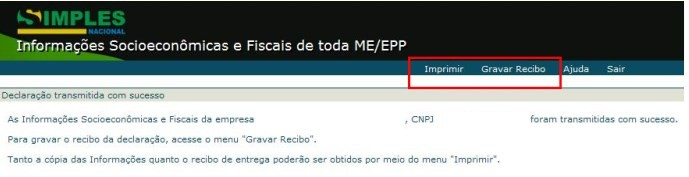 SIMPLES
NACIONAL
Informações Socioeconômicas e Fiscais de toda ME/EPP
Imprimir Gravar Recibo Ajuda Sair
Declaração transmitida com sucesso
As Informações Socioeconômicas e Fiscais da empresa , CNPJ foram transmitidas com sucesso.
Para gravar o recibo da declaração, acesse o menu "Gravar Recibo".
Tanto a cópia das Informações quanto o recibo de entrega poderão ser obtidos por meio do menu "Imprimir".